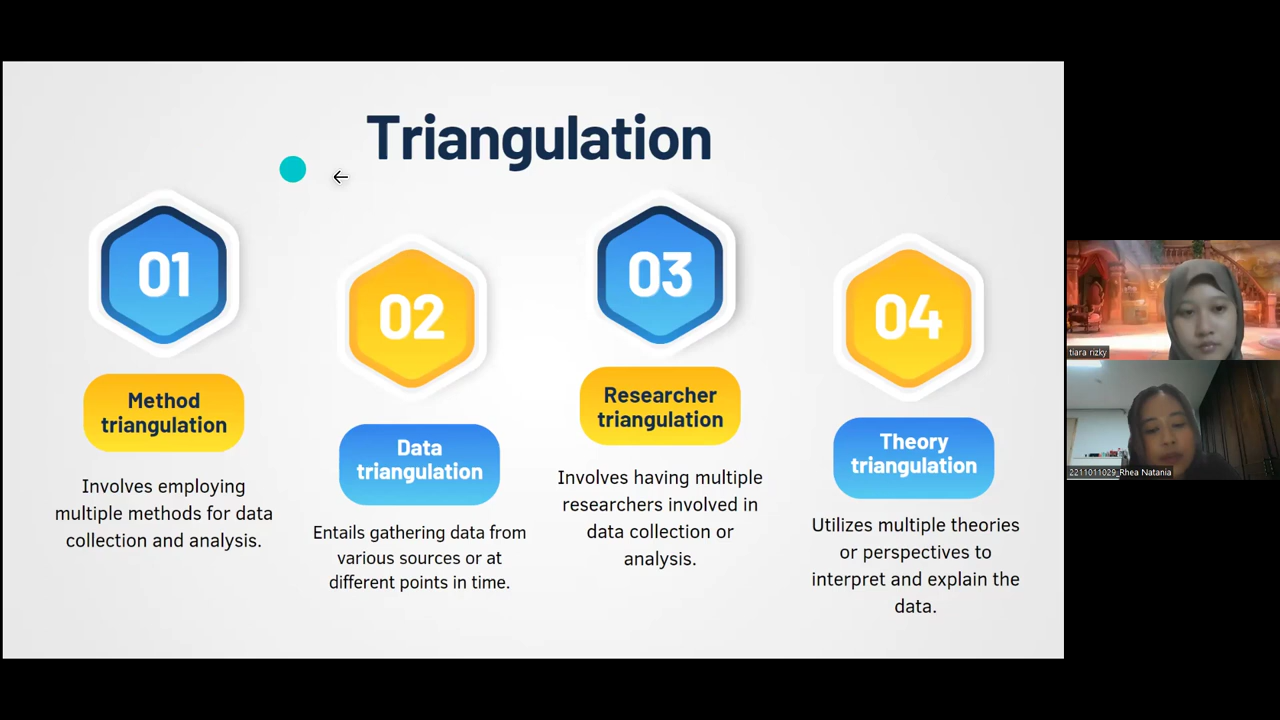 Triangulation
01
Method
triangulation
Involves employing
multiple methods for data
collection and analysis.
02
Data
triangulation
Entails gathering data from
various sources or at
different points in time.
03
Researcher
triangulation
Involves having multiple
researchers involved in
data collection or
analysis.
04
Theory
triangulation
Utilizes multiple theories
or perspectives to
interpret and explain the
data.
tiara rizky
2211011029_Rhea Natania